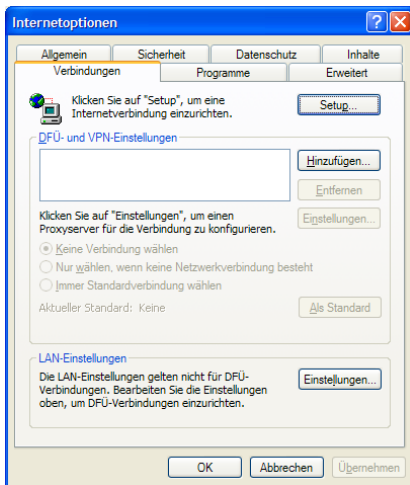 Internetoptionen
Allgemein Sicherheit Datenschutz Inhalte
Verbindungen Programme Erweitert
Klicken Sie auf "Setup", um eine
Internetverbindung einzurichten.
Setup...
DFÜ- und VPN-Einstellungen
Hinzufügen...
Entfernen
Klicken Sie auf "Einstellungen", um einen
Proxyserver für die Verbindung zu konfigurieren.
Einstellungen...
Keine Verbindung wählen
Nur wählen, wenn keine Netzwerkverbindung besteht
Immer Standardverbindung wählen
Aktueller Standard: Keine
Als Standard
LAN-Einstellungen
Die LAN-Einstellungen gelten nicht für DFÜ-
Verbindungen. Bearbeiten Sie die Einstellungen
oben, um DFÜ-Verbindungen einzurichten.
Einstellungen...
OK Abbrechen Übernehmen